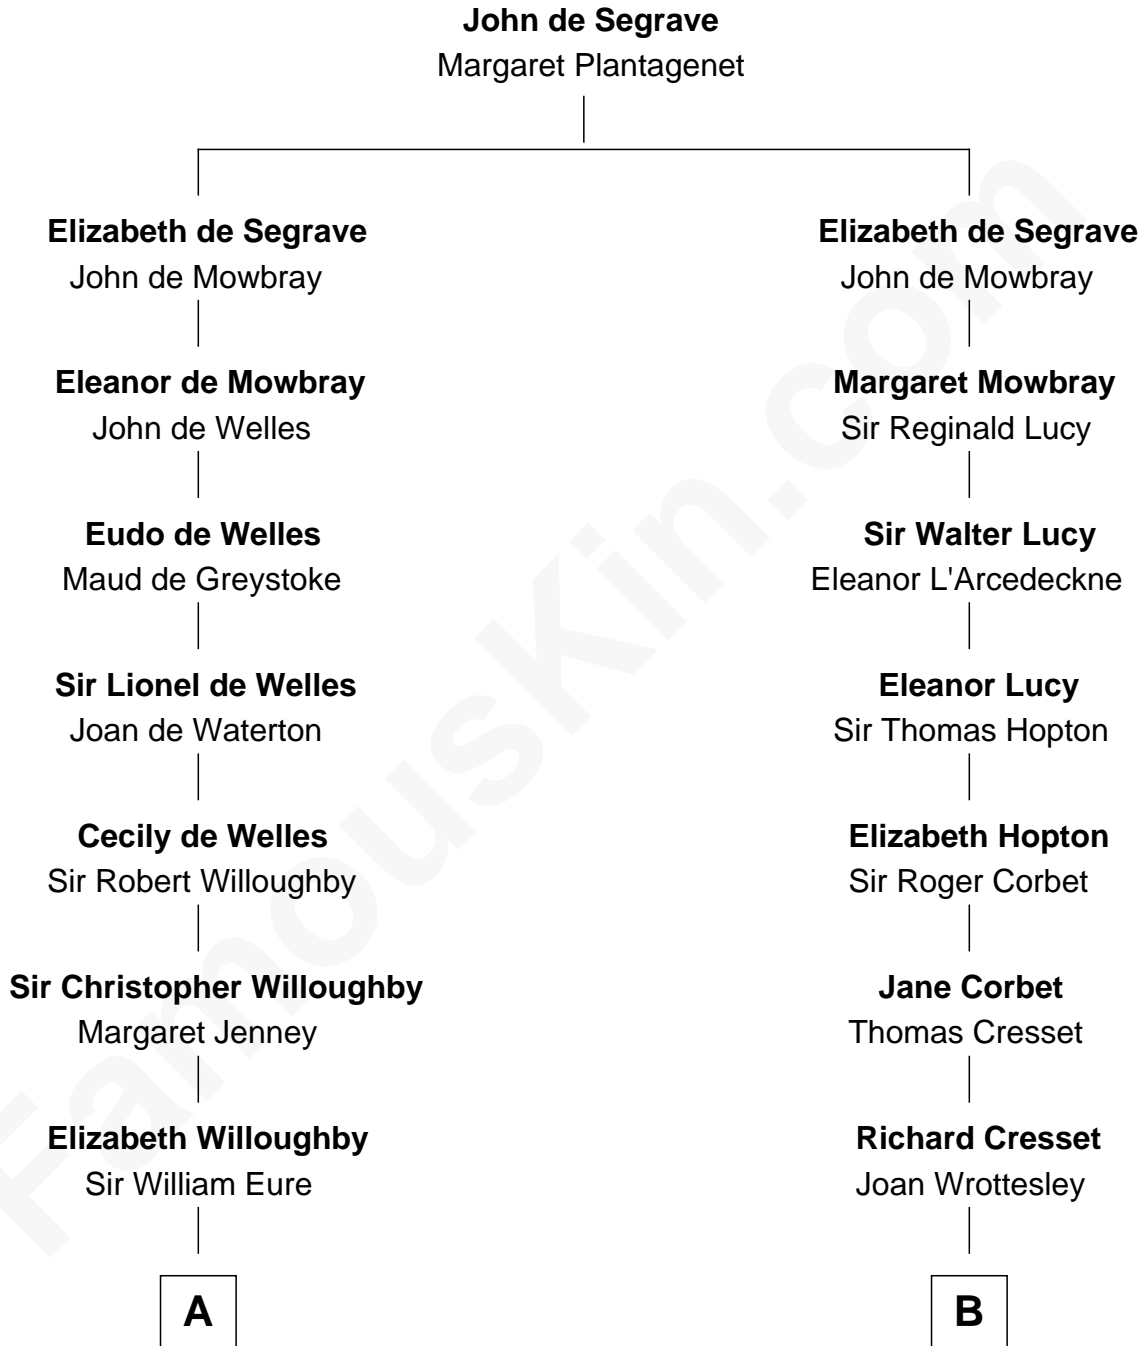 John de Segrave
Margaret Plantagenet
Elizabeth de Segrave
John de Mowbray
Eleanor de Mowbray
John de Welles
Eudo de Welles
Maud de Greystoke
Sir Lionel de Welles
Joan de Waterton
Cecily de Welles
Sir Robert Willoughby
Sir Christopher Willoughby
Margaret Jenney
Elizabeth Willoughby
Sir William Eure
A
Elizabeth de Segrave
John de Mowbray
Margaret Mowbray
Sir Reginald Lucy
Sir Walter Lucy
Eleanor L'Arcedeckne
Eleanor Lucy
Sir Thomas Hopton
Elizabeth Hopton
Sir Roger Corbet
Jane Corbet
Thomas Cresset
Richard Cresset
Joan Wrottesley
B
FamousKin.com